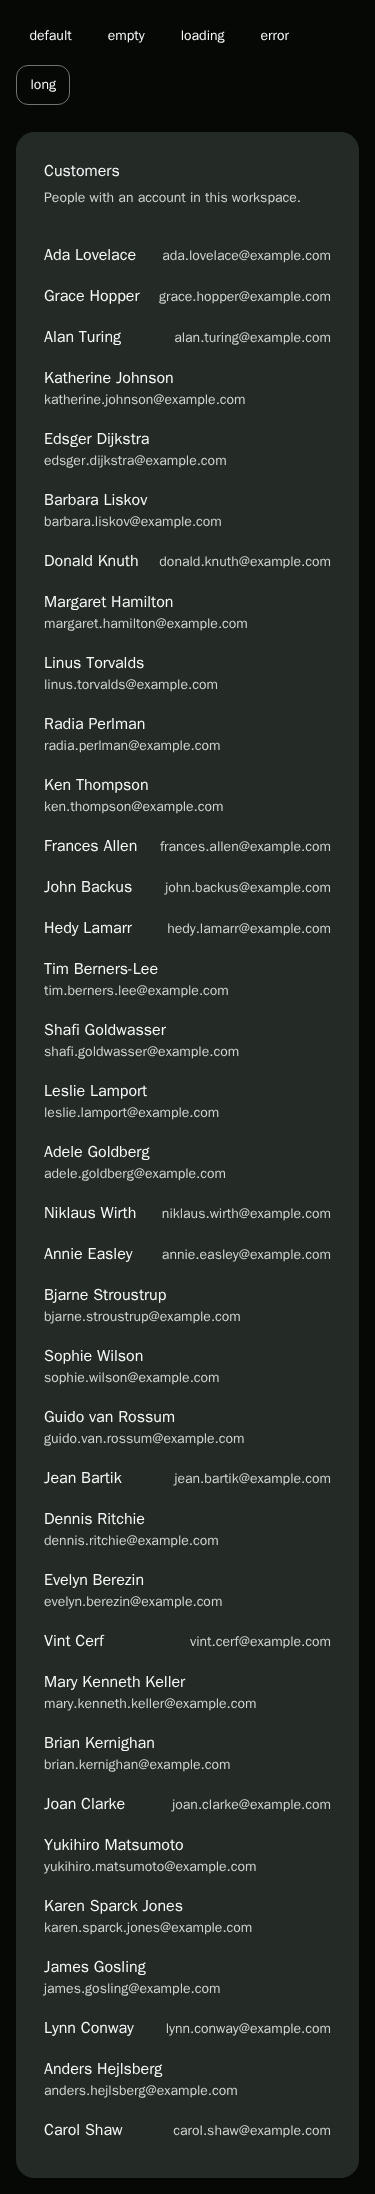 default empty loading error
long
Customers
People with an account in this workspace.
Ada Lovelace ada.lovelace@example.com
Grace Hopper grace.hopper@example.com
Alan Turing alan.turing@example.com
Katherine Johnson
katherine.johnson@example.com
Edsger Dijkstra
edsger.dijkstra@example.com
Barbara Liskov
barbara.liskov@example.com
Donald Knuth donald.knuth@example.com
Margaret Hamilton
margaret.hamilton@example.com
Linus Torvalds
linus.torvalds@example.com
Radia Perlman
radia.perlman@example.com
Ken Thompson
ken.thompson@example.com
Frances Allen frances.allen@example.com
John Backus john.backus@example.com
Hedy Lamarr hedy.lamarr@example.com
Tim Berners-Lee
tim.berners.lee@example.com
Shafi Goldwasser
shafi.goldwasser@example.com
Leslie Lamport
leslie.lamport@example.com
Adele Goldberg
adele.goldberg@example.com
Niklaus Wirth niklaus.wirth@example.com
Annie Easley annie.easley@example.com
Bjarne Stroustrup
bjarne.stroustrup@example.com
Sophie Wilson
sophie.wilson@example.com
Guido van Rossum
guido.van.rossum@example.com
Jean Bartik jean.bartik@example.com
Dennis Ritchie
dennis.ritchie@example.com
Evelyn Berezin
evelyn.berezin@example.com
Vint Cerf vint.cerf@example.com
Mary Kenneth Keller
mary.kenneth.keller@example.com
Brian Kernighan
brian.kernighan@example.com
Joan Clarke joan.clarke@example.com
Yukihiro Matsumoto
yukihiro.matsumoto@example.com
Karen Sparck Jones
karen.sparck.jones@example.com
James Gosling
james.gosling@example.com
Lynn Conway lynn.conway@example.com
Anders Hejlsberg
anders.hejlsberg@example.com
Carol Shaw carol.shaw@example.com